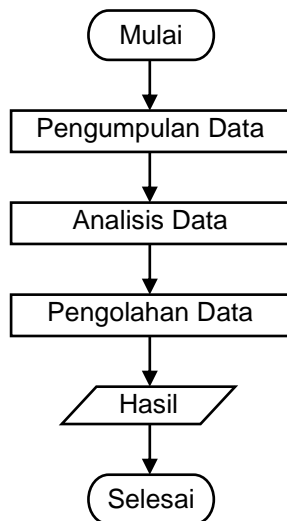 Mulai
Pengumpulan Data
Analisis Data
Pengolahan Data
Hasil
Selesai